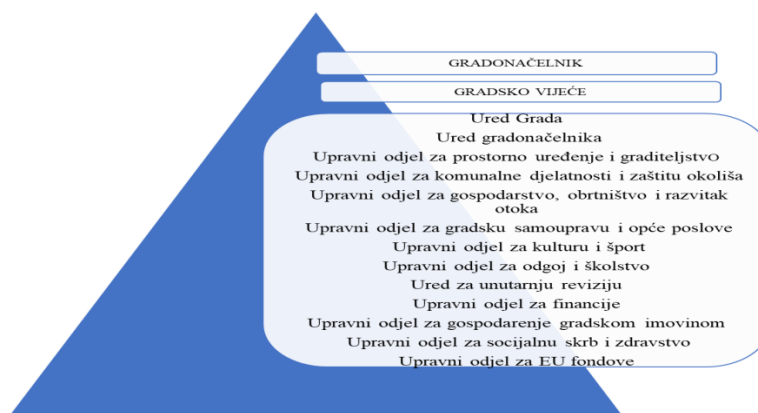 GRADONAČELNIK
GRADSKO VIJEĆE
Ured Grada
Ured gradonačelnika
Upravni odjel za prostorno uređenje i graditeljstvo
Upravni odjel za komunalne djelatnosti i zaštitu okoliša
Upravni odjel za gospodarstvo, obrtništvo i razvitak
otoka
Upravni odjel za gradsku samoupravu i opće poslove
Upravni odjel za kulturu i šport
Upravni odjel za odgoj i školstvo
Ured za unutarnju reviziju
Upravni odjel za financije
Upravni odjel za gospodarenje gradskom imovinom
Upravni odjel za socijalnu skrb i zdravstvo
Upravni odjel za EU fondove